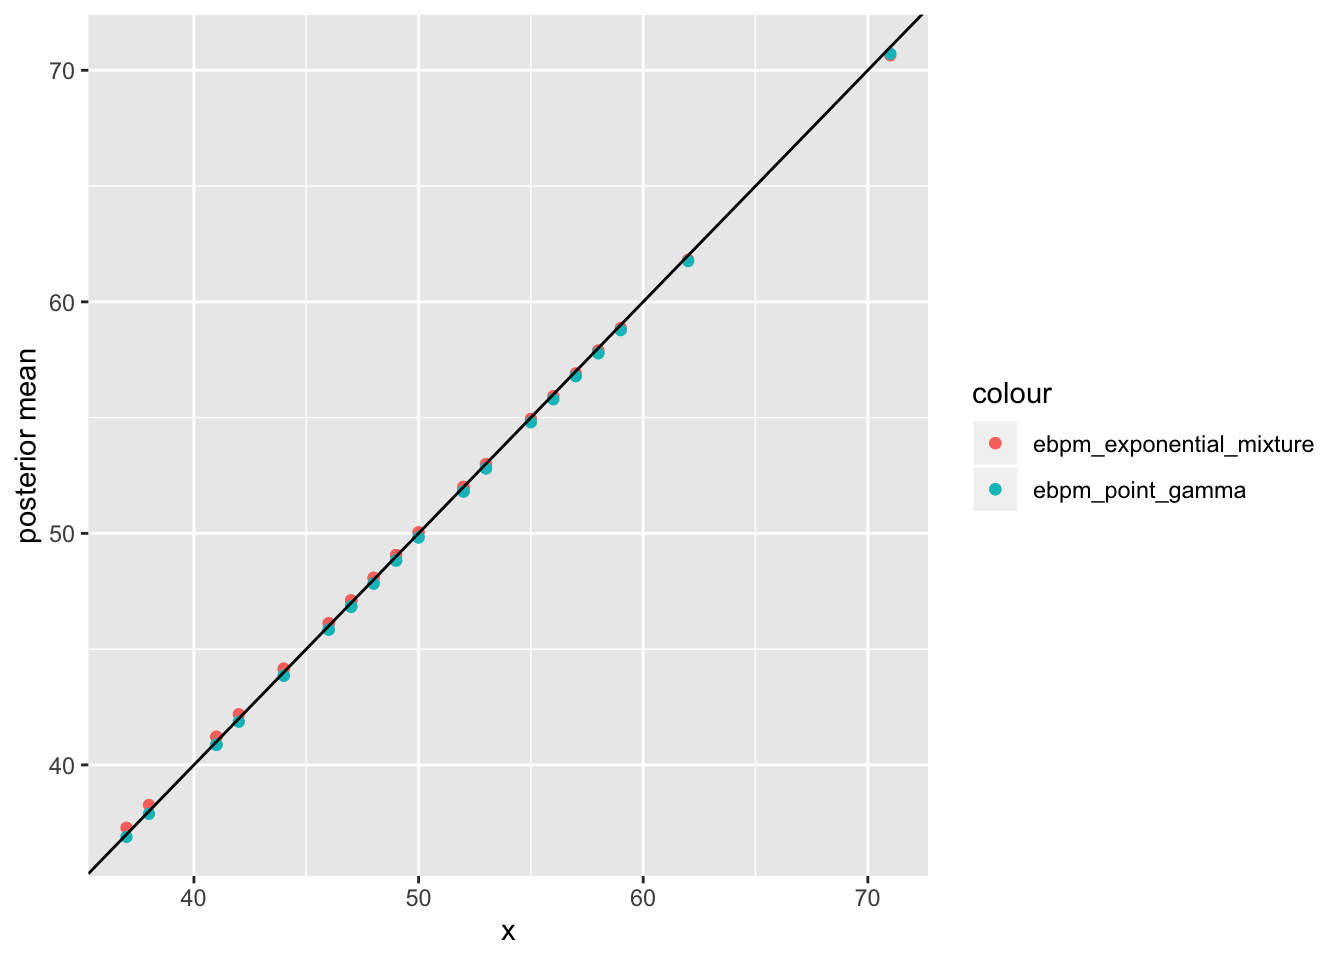 70
60
50
40
posterior mean
40 50 60 70
x
colour
ebpm_exponential_mixture
ebpm_point_gamma